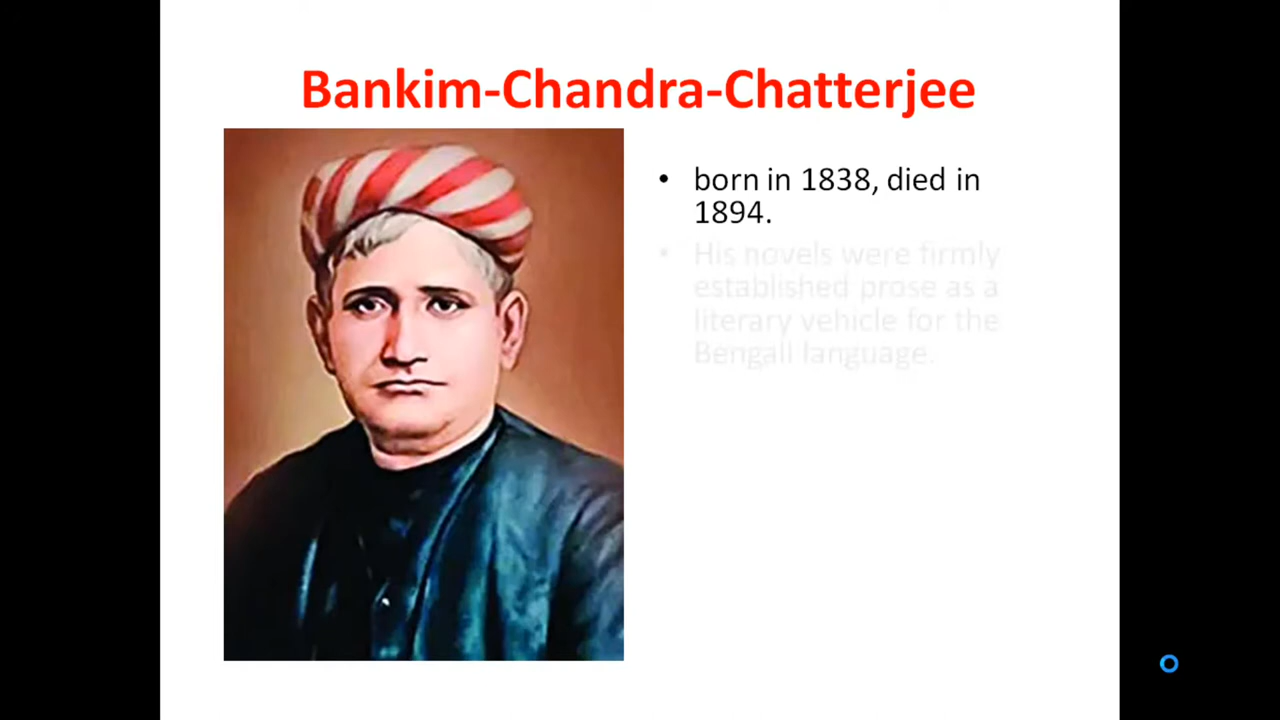 Bankim-Chandra-Chatterjee
• born in 1838, died in
1894.
• His novels were firmly
established prose as a
literary vehicle for the
Bengali language.